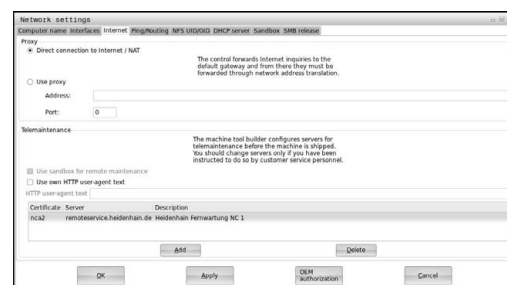 Network settings
Computer name Interfaces Internet Ping/Routing NFS UID/GID DHCP server Sandbox SMB release
Proxy
Direct connection to Internet / NAT
The control forwards Internet inquiries to the
default gateway and from there they must be
forwarded through network address translation.
Use proxy
Address:
Port: 0
Telemaintenance
The machine tool builder configures servers for
telemaintenance before the machine is shipped.
You should change servers only if you have been
instructed to do so by customer service personnel.
Use sandbox for remote maintenance
Use own HTTP user-agent text
HTTP user-agent text
Certificate Server Description
nca2 remoteservice.heidenhain.de Heidenhain Fernwartung NC 1
Add Delete
OK Apply OEM authorization Cancel